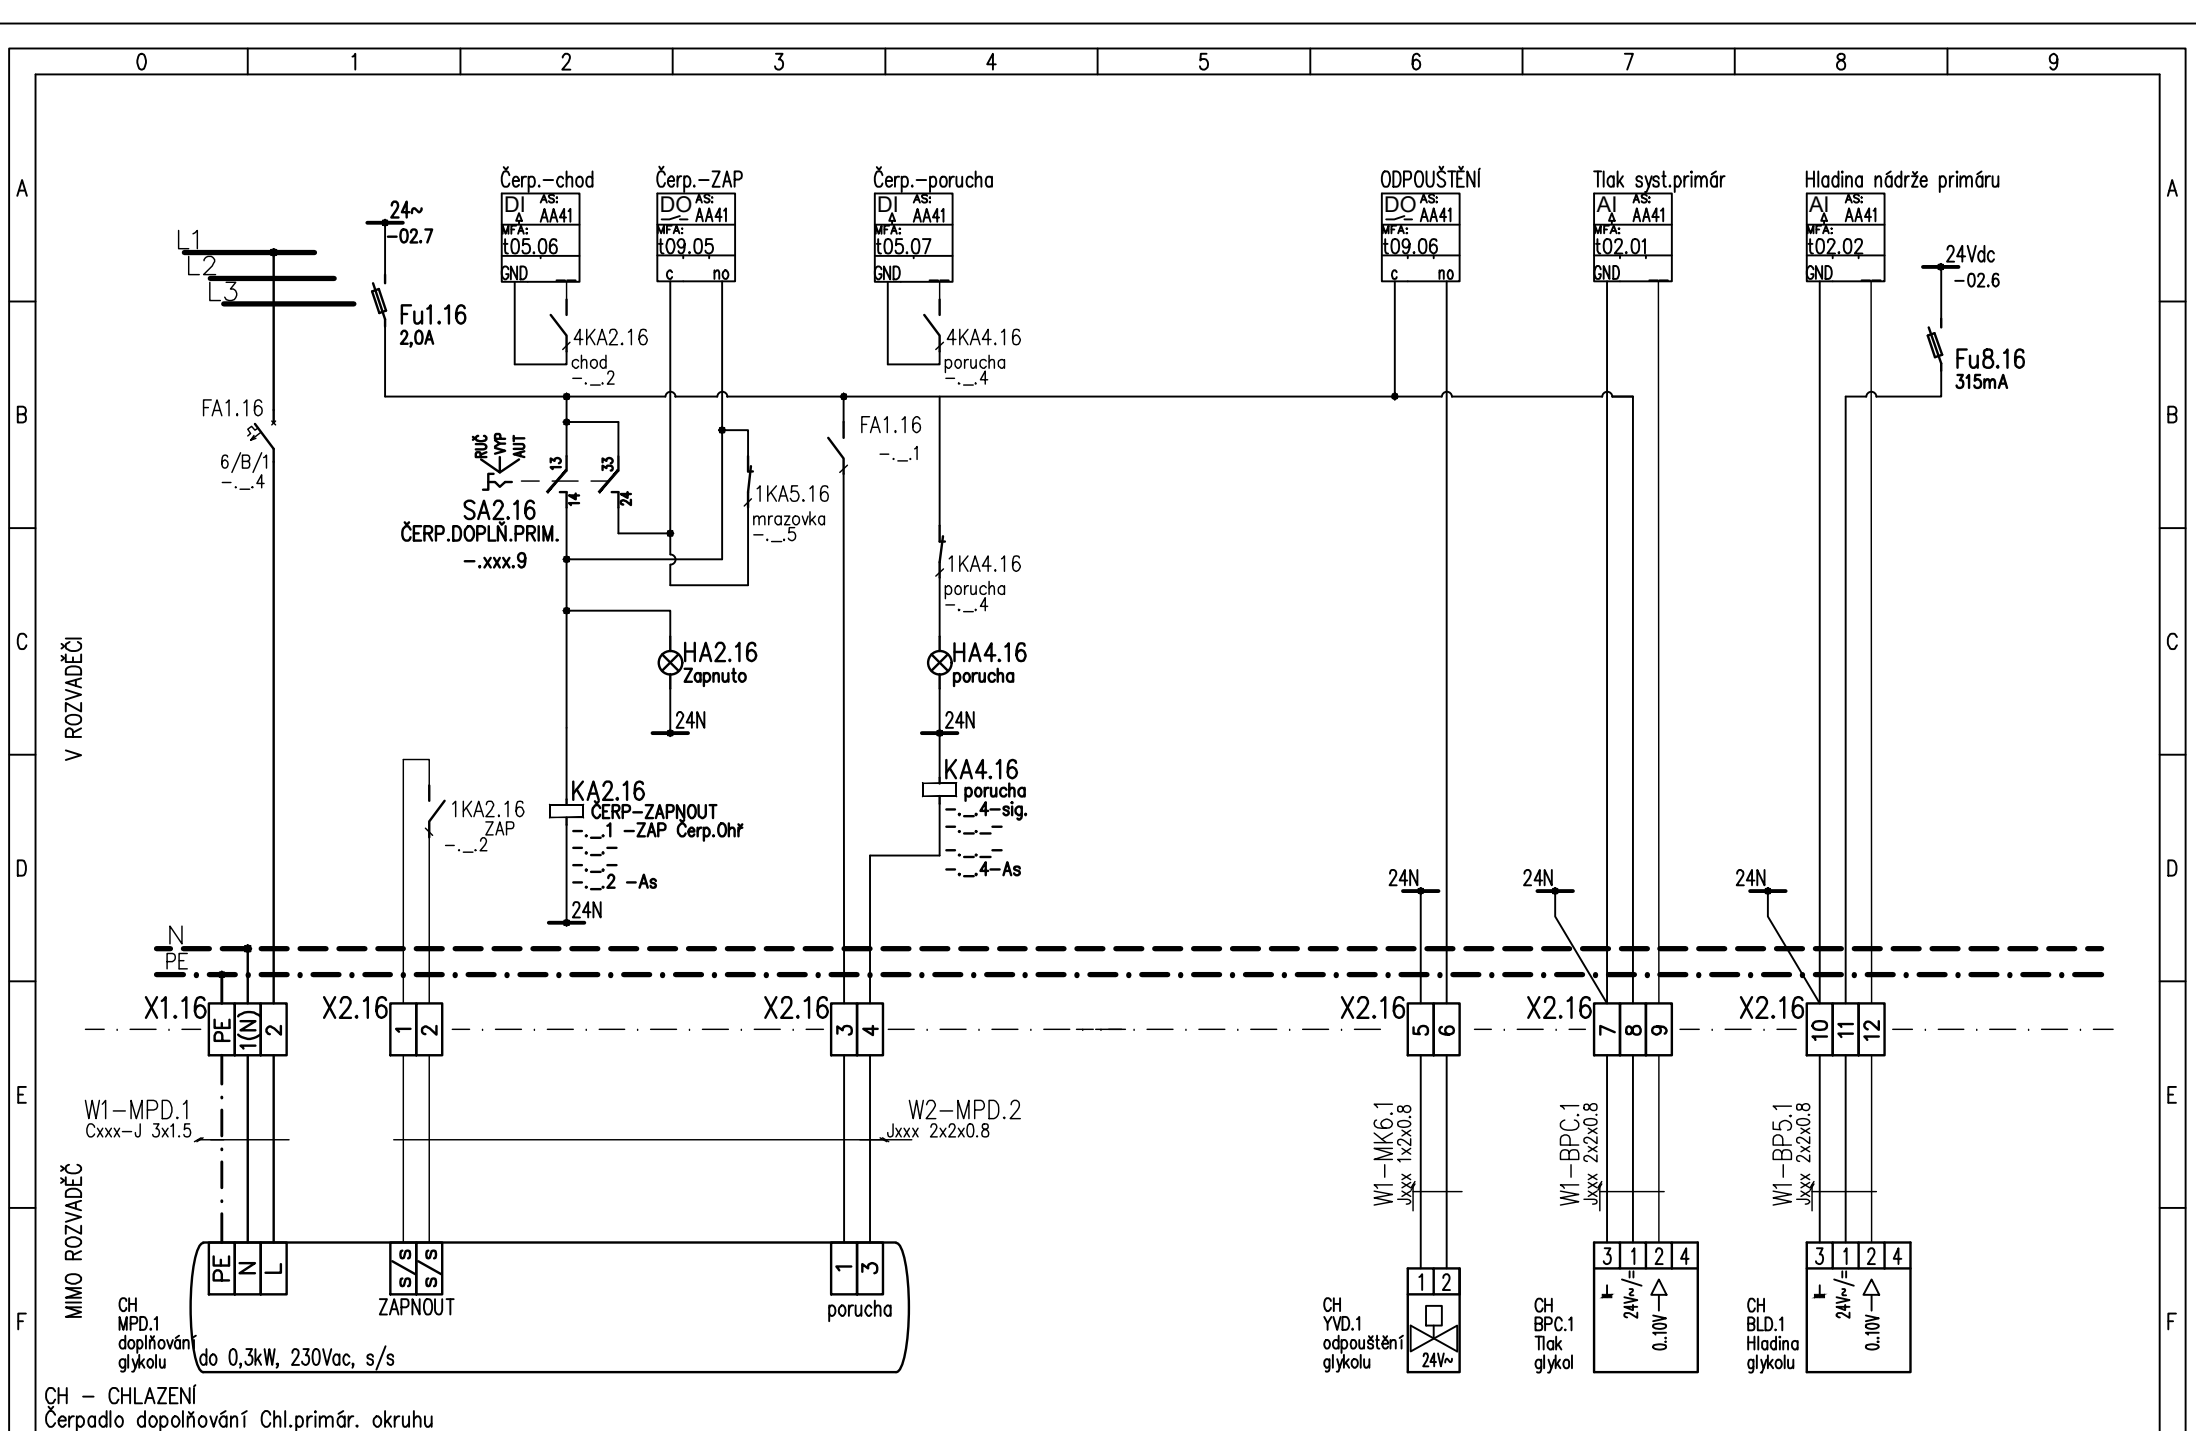 0 1 2 3 4 5 6 7 8 9
A
B
C
D
E
F
A
B
C
D
E
F
V ROZVADĚČI
MIMO ROZVADĚČ
L1
L2
L3
24~
-02.7
Fu1.16
2,0A
FA1.16
6/B/1
-._.4
Čerp.-chod
DI AS: AA41
MFA:
t05.06
GND __
4KA2.16
chod
-._.2
Čerp.-ZAP
DO AS: AA41
MFA:
t09.05
c no
Čerp.-porucha
DI AS: AA41
MFA:
t05.07
GND __
4KA4.16
porucha
-._.4
ODPOUŠTĚNÍ
DO AS: AA41
MFA:
t09.06
c no
Tlak syst.primár
AI AS: AA41
MFA:
t02.01
GND __
Hladina nádrže primáru
AI AS: AA41
MFA:
t02.02
GND __
24Vdc
-02.6
Fu8.16
315mA
RUČ
VYP
AUT
13
14
33
24
SA2.16
ČERP.DOPLŇ.PRIM.
-.xxx.9
1KA5.16
mrazovka
-._.5
FA1.16
-._.1
1KA4.16
porucha
-._.4
HA2.16
Zapnuto
24N
HA4.16
porucha
24N
1KA2.16
ZAP
-._.2
KA2.16
ČERP-ZAPNOUT
-._.1 -ZAP Čerp.Ohř
-._.-
-._.-
-._.2 -As
24N
KA4.16
porucha
-._.4-sig.
-._._-
-._._-
-._.4-As
24N
24N
24N
N
PE
X1.16 PE 1(N) 2
X2.16 1 2
X2.16 3 4
X2.16 5 6
X2.16 7 8 9
X2.16 10 11 12
W1-MPD.1
Cxxx-J 3x1.5
W2-MPD.2
Jxxx 2x2x0.8
W1-MK6.1
Jxxx 1x2x0.8
W1-BPC.1
Jxxx 2x2x0.8
W1-BP5.1
Jxxx 2x2x0.8
PE N L
s/s s/s
ZAPNOUT
1 3
porucha
CH
MPD.1
doplňování
glykolu
do 0,3kW, 230Vac, s/s
CH
YVD.1
odpouštění
glykolu
1 2
24V~
CH
BPC.1
Tlak
glykol
3 1 2 4
24V~/=
0..10V
CH
BLD.1
Hladina
glykolu
3 1 2 4
24V~/=
0..10V
CH - CHLAZENÍ
Čerpadlo dopolňování Chl.primár. okruhu